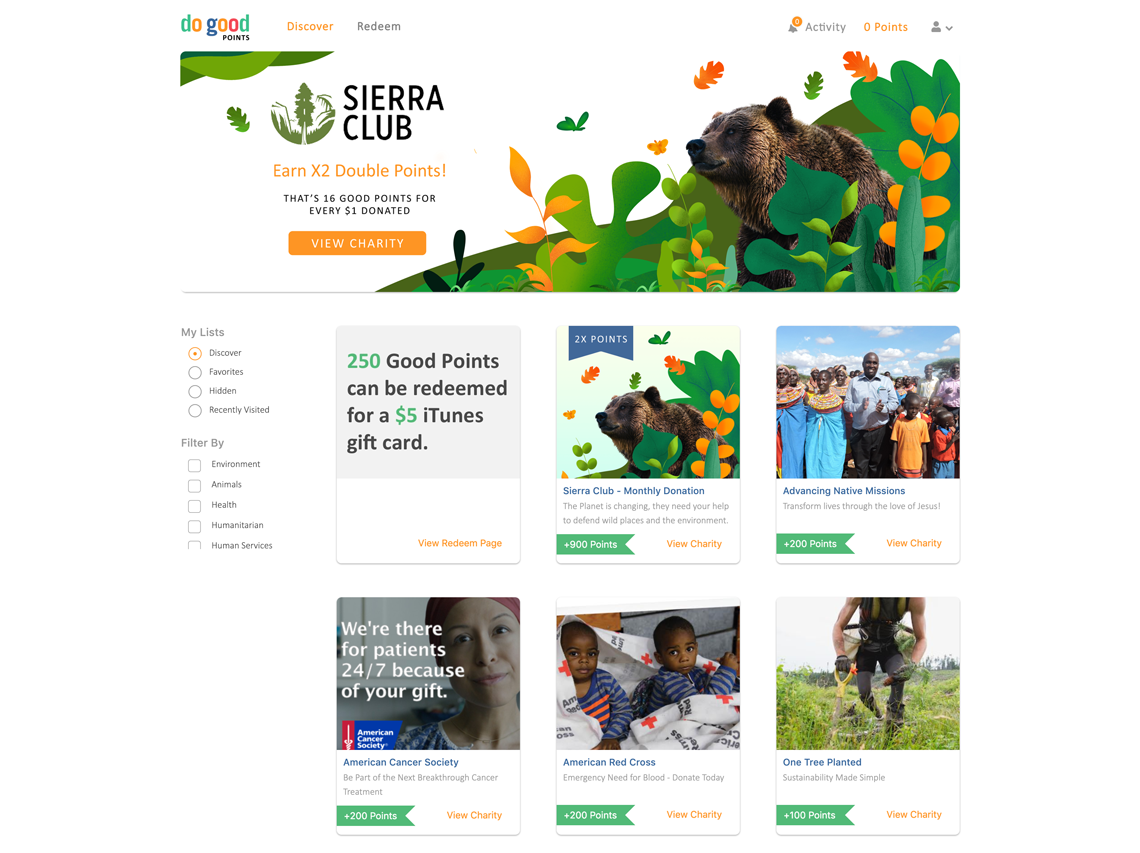 do good
POINTS
Discover
Redeem
0
Activity
0 Points
SIERRA
CLUB
Earn X2 Double Points!
THAT'S 16 GOOD POINTS FOR
EVERY $1 DONATED
VIEW CHARITY
My Lists
Discover
Favorites
Hidden
Recently Visited
Filter By
Environment
Animals
Health
Humanitarian
Human Services
250 Good Points
can be redeemed
for a $5 iTunes
gift card.
View Redeem Page
2X POINTS
Sierra Club - Monthly Donation
The Planet is changing, they need your help
to defend wild places and the environment.
+900 Points
View Charity
Advancing Native Missions
Transform lives through the love of Jesus!
+200 Points
View Charity
We're there
for patients
24/7 because
of your gift.
American
Cancer
Society
American Cancer Society
Be Part of the Next Breakthrough Cancer
Treatment
+200 Points
View Charity
American Red Cross
Emergency Need for Blood - Donate Today
+200 Points
View Charity
One Tree Planted
Sustainability Made Simple
+100 Points
View Charity